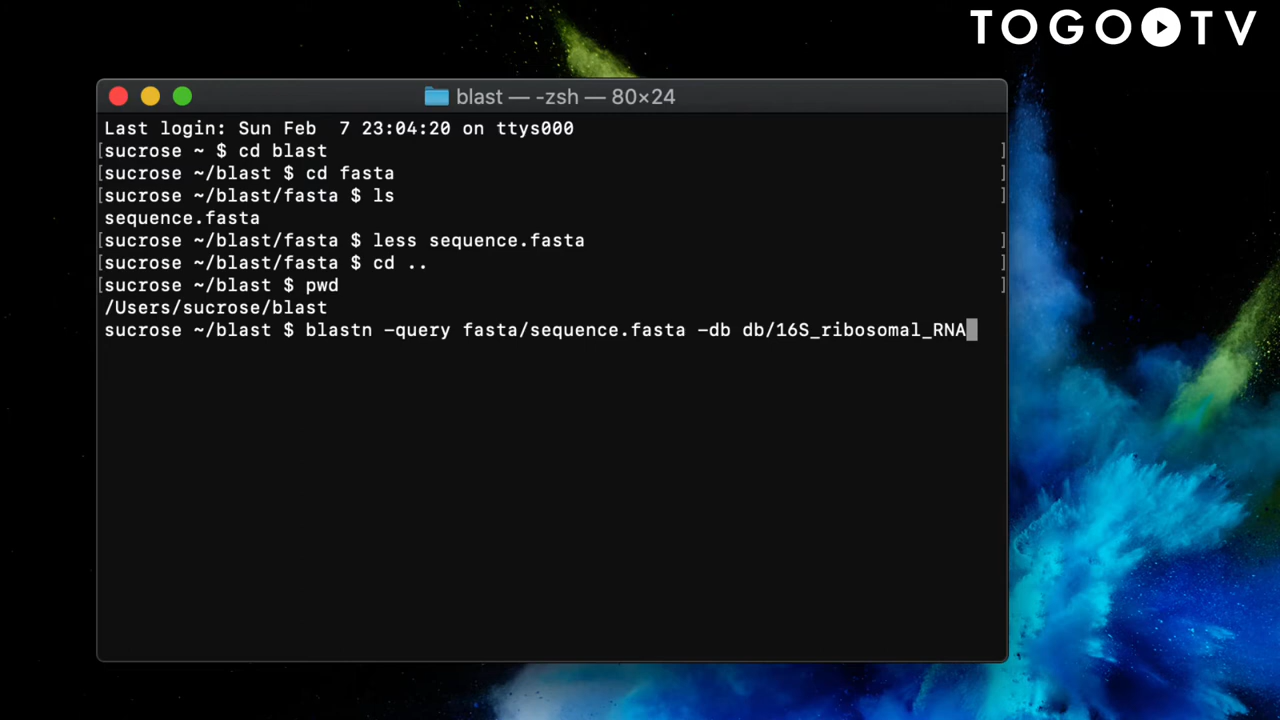 TOGO TV
blast — -zsh — 80×24
Last login: Sun Feb  7 23:04:20 on ttys000
[sucrose ~ $ cd blast ]
[sucrose ~/blast $ cd fasta ]
[sucrose ~/blast/fasta $ ls ]
sequence.fasta
[sucrose ~/blast/fasta $ less sequence.fasta ]
[sucrose ~/blast/fasta $ cd .. ]
[sucrose ~/blast $ pwd ]
/Users/sucrose/blast
sucrose ~/blast $ blastn -query fasta/sequence.fasta -db db/16S_ribosomal_RNA